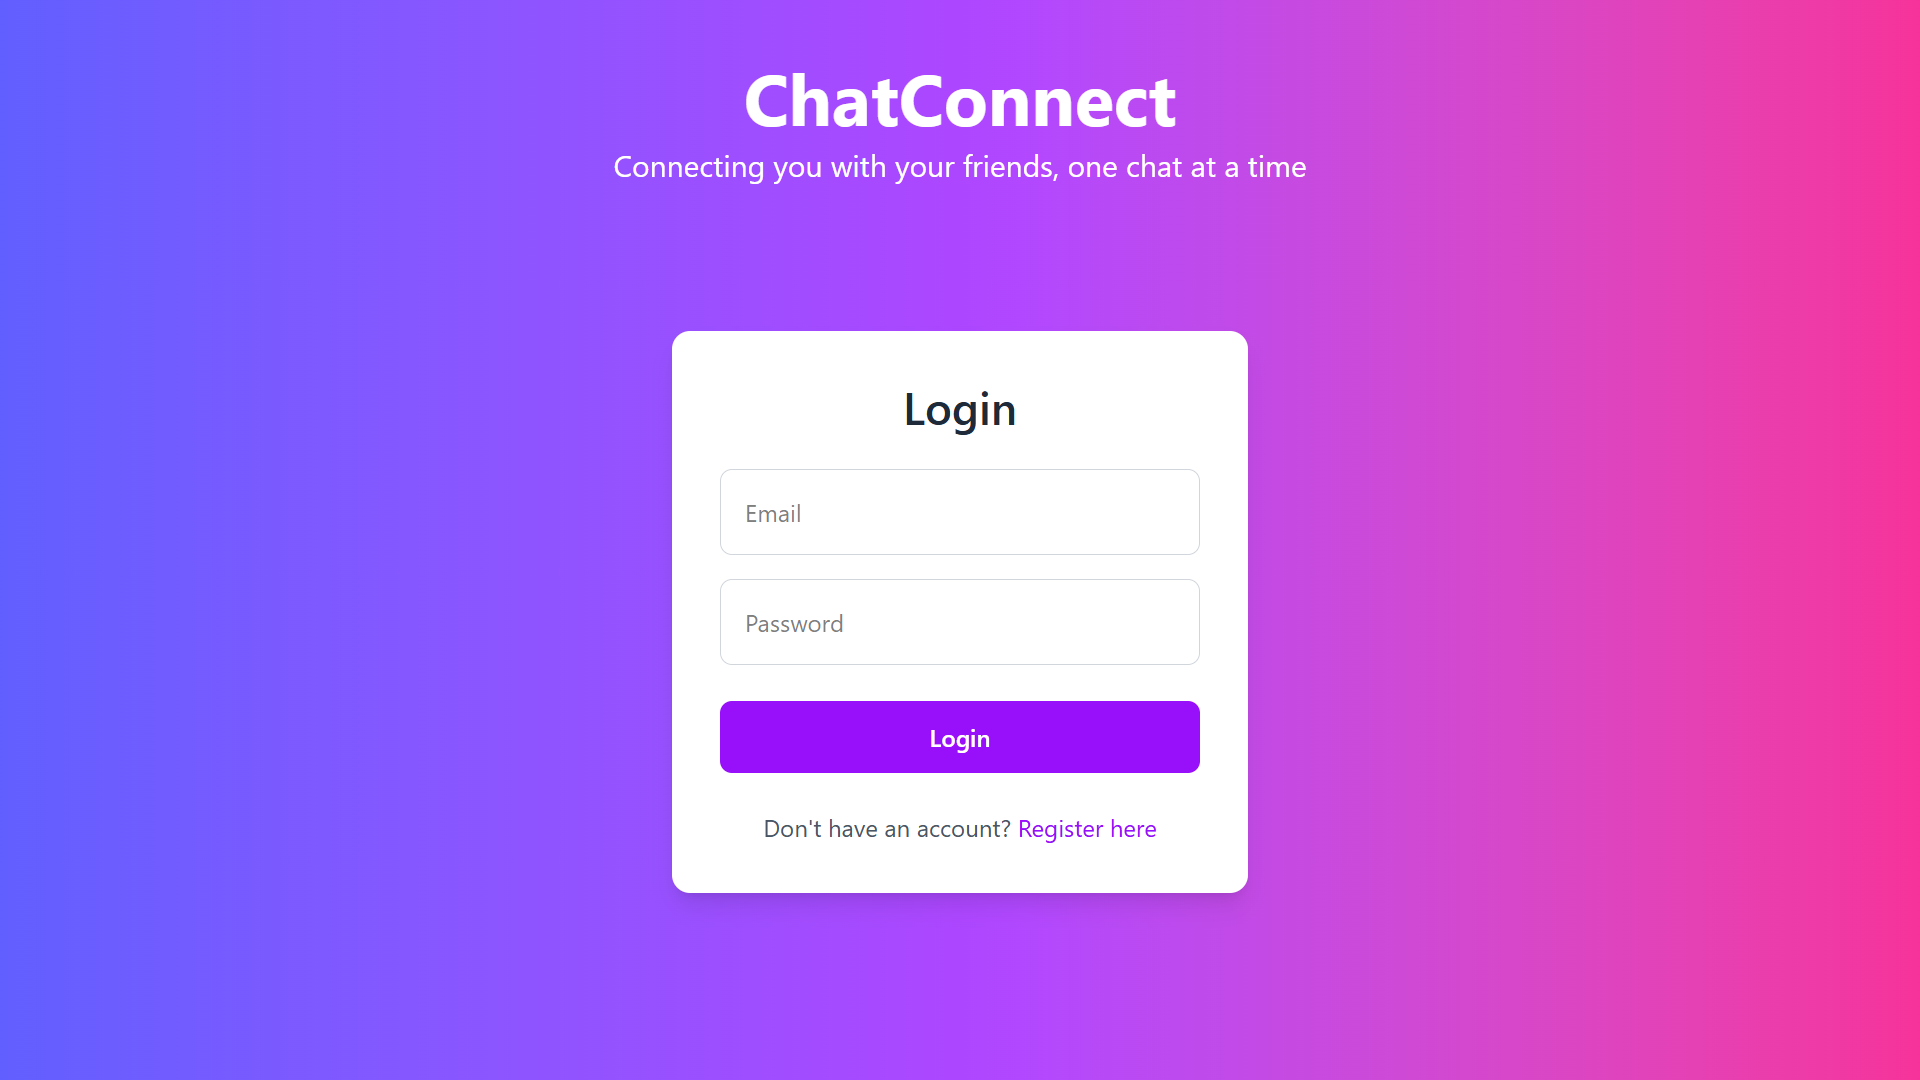 ChatConnect
Connecting you with your friends, one chat at a time
Login
Email
Password
Login
Don't have an account? Register here